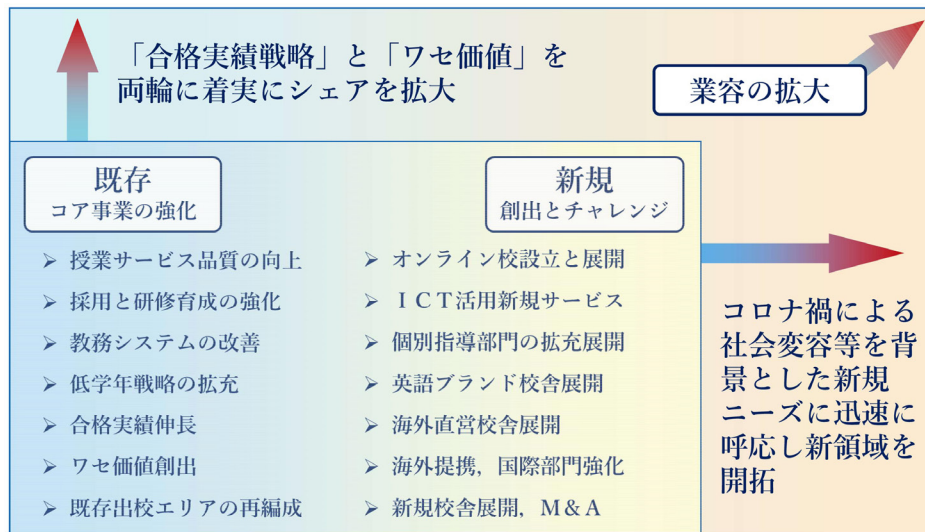 「合格実績戦略」と「ワセ価値」を
両輪に着実にシェアを拡大
業容の拡大
既存
コア事業の強化
➢ 授業サービス品質の向上
➢ 採用と研修育成の強化
➢ 教務システムの改善
➢ 低学年戦略の拡充
➢ 合格実績伸長
➢ ワセ価値創出
➢ 既存出校エリアの再編成
新規
創出とチャレンジ
➢ オンライン校設立と展開
➢ ＩＣＴ活用新規サービス
➢ 個別指導部門の拡充展開
➢ 英語ブランド校舎展開
➢ 海外直営校舎展開
➢ 海外提携，国際部門強化
➢ 新規校舎展開，Ｍ＆Ａ
コロナ禍による
社会変容等を背
景とした新規
ニーズに迅速に
呼応し新領域を
開拓